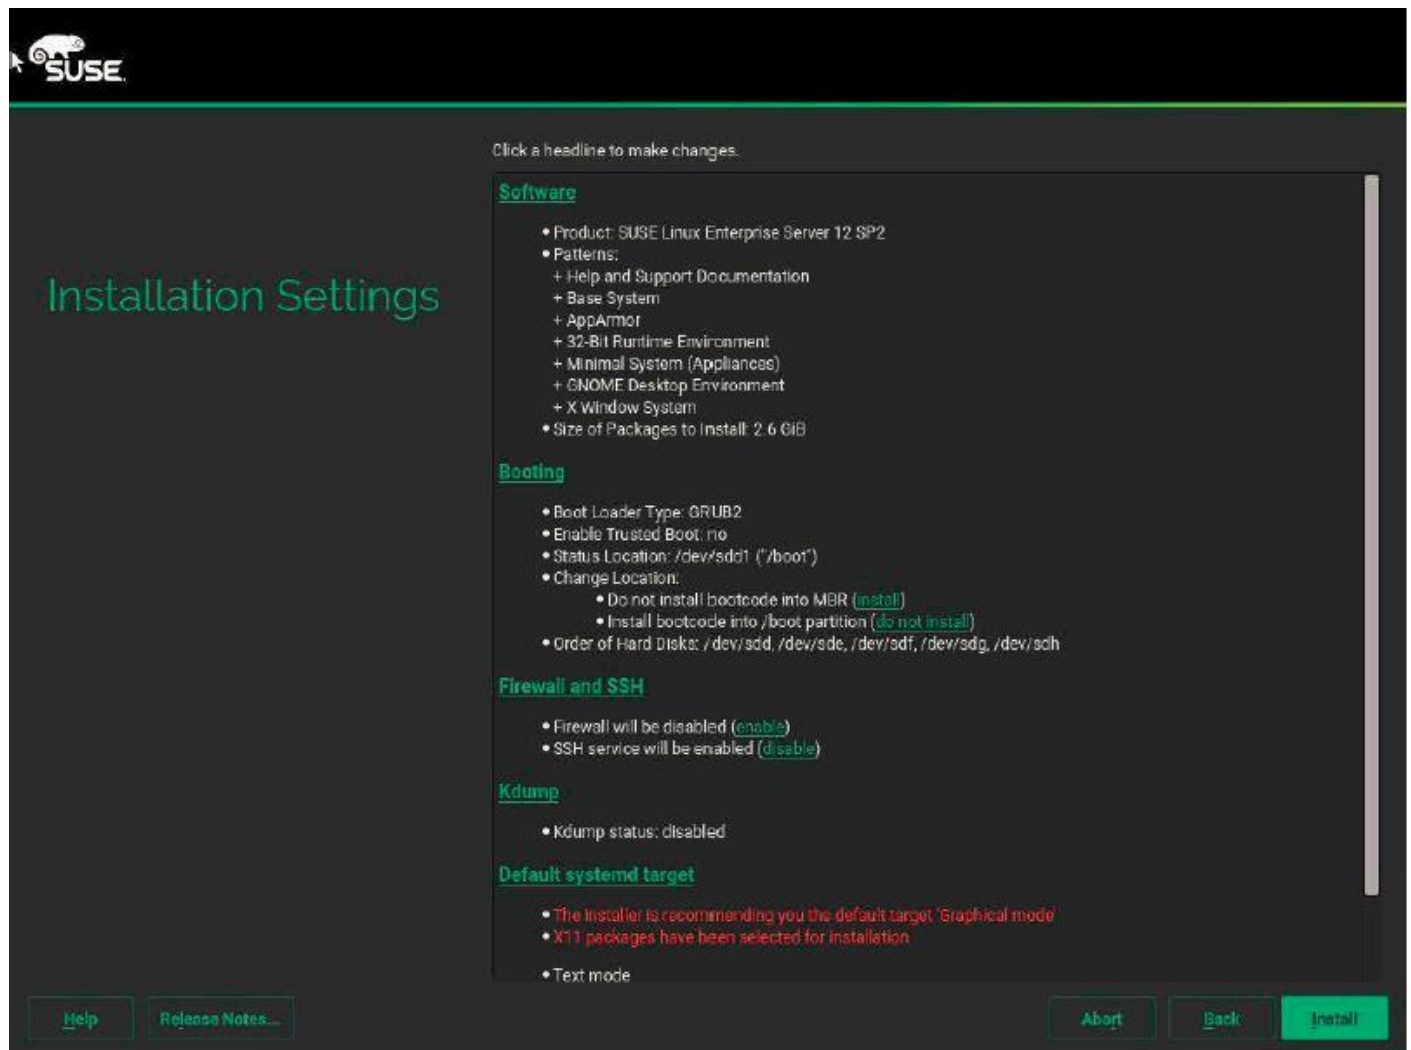 SUSE.
Click a headline to make changes.
Software
• Product: SUSE Linux Enterprise Server 12 SP2
• Patterns:
+ Help and Support Documentation
+ Base System
+ AppArmor
+ 32-Bit Runtime Environment
+ Minimal System (Appliances)
+ GNOME Desktop Environment
+ X Window System
• Size of Packages to Install: 2.6 GiB
Installation Settings
Booting
• Boot Loader Type: GRUB2
• Enable Trusted Boot: no
• Status Location: /dev/sdd1 ("/boot")
• Change Location:
• Do not install bootcode into MBR (install)
• Install bootcode into /boot partition (do not install)
• Order of Hard Disks: /dev/sdd, /dev/sde, /dev/sdf, /dev/sdg, /dev/sdh
Firewall and SSH
• Firewall will be disabled (enable)
• SSH service will be enabled (disable)
Kdump
• Kdump status: disabled
Default systemd target
• The installer is recommending you the default target 'Graphical mode'
• X11 packages have been selected for installation
• Text mode
Help
Release Notes...
Abort
Back
Install